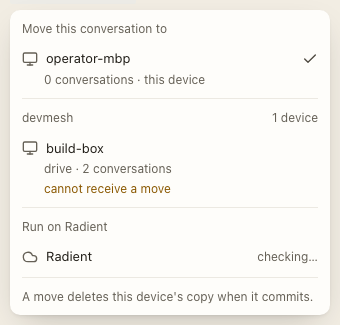 Move this conversation to
operator-mbp
0 conversations · this device
devmesh 1 device
build-box
drive · 2 conversations
cannot receive a move
Run on Radient
Radient checking...
A move deletes this device's copy when it commits.